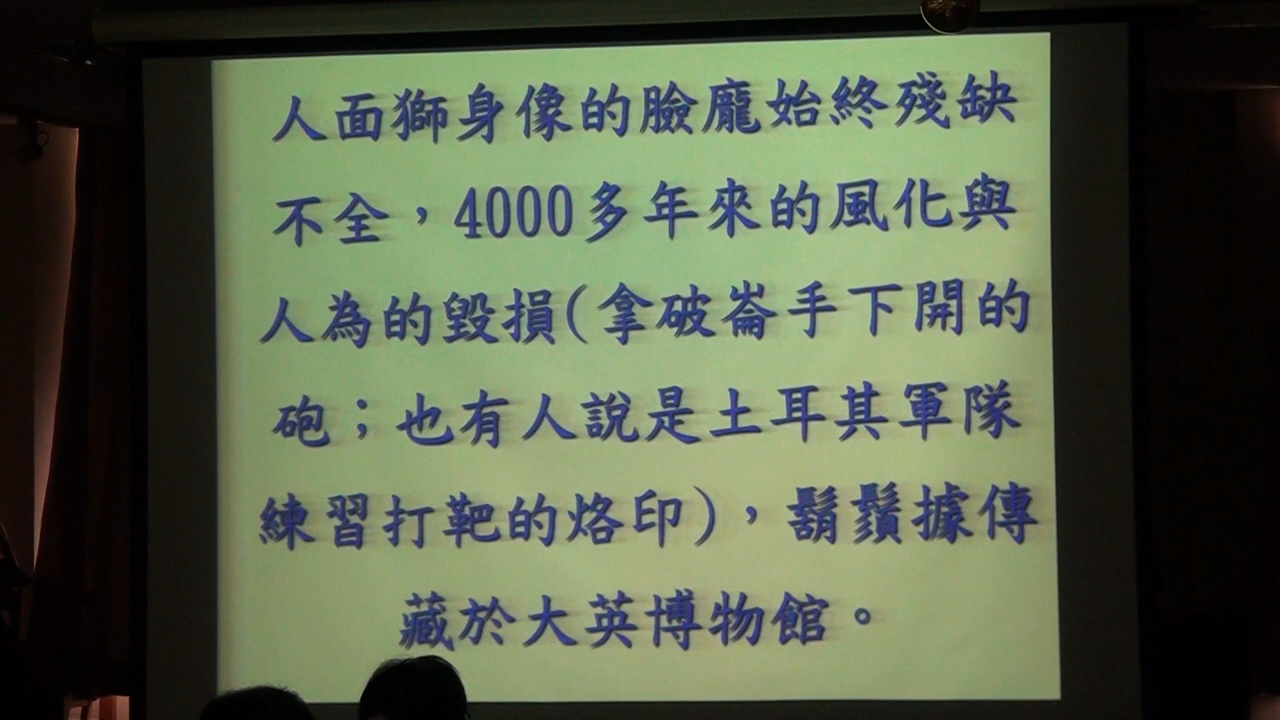 人面獅身像的臉龐始終殘缺
不全，4000多年來的風化與
人為的毀損(拿破崙手下開的
砲；也有人說是土耳其軍隊
練習打靶的烙印)，鬍鬚據傳
藏於大英博物館。